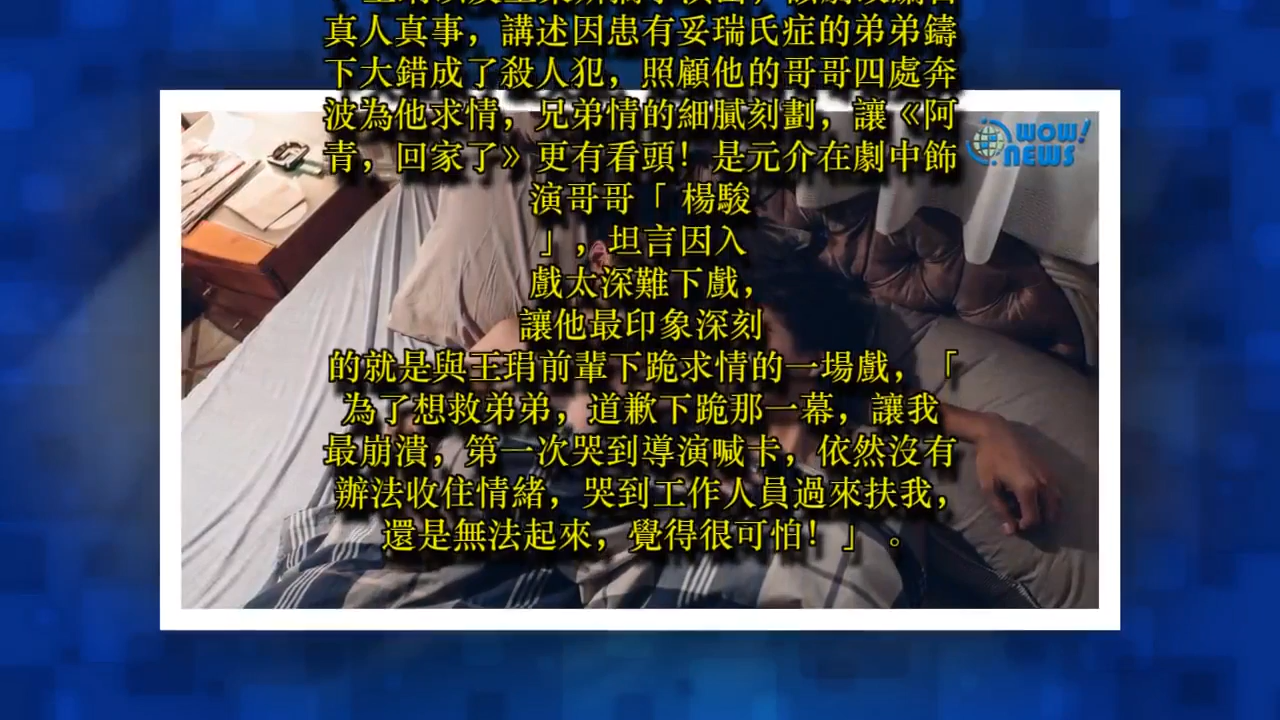 真人真事，講述因患有妥瑞氏症的弟弟鑄
下大錯成了殺人犯，照顧他的哥哥四處奔
波為他求情，兄弟情的細膩刻劃，讓《阿
青，回家了》更有看頭！是元介在劇中飾
演哥哥「 楊駿
」，坦言因入
戲太深難下戲，
讓他最印象深刻
的就是與王琄前輩下跪求情的一場戲，「
為了想救弟弟，道歉下跪那一幕，讓我
最崩潰，第一次哭到導演喊卡，依然沒有
辦法收住情緒，哭到工作人員過來扶我，
還是無法起來，覺得很可怕！」 。
WOW!
NEWS